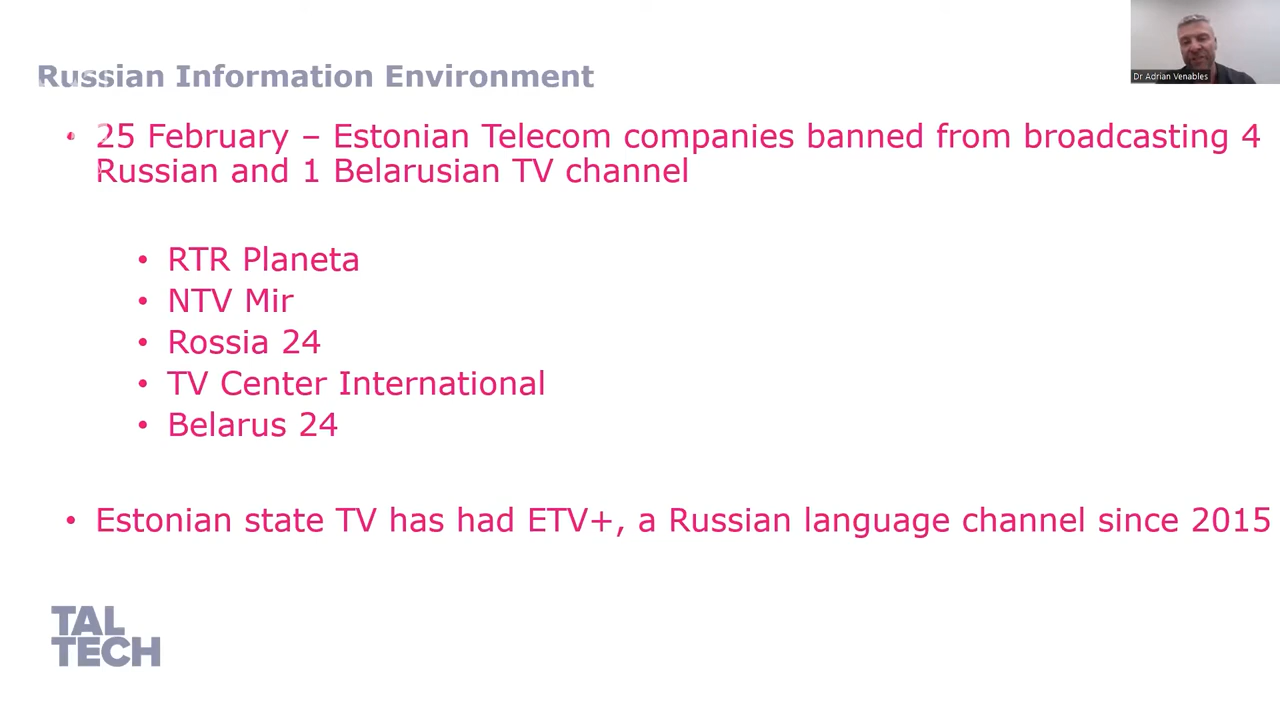 Russian Information Environment
Dr Adrian Venables
• 25 February – Estonian Telecom companies banned from broadcasting 4
Russian and 1 Belarusian TV channel
• RTR Planeta
• NTV Mir
• Rossia 24
• TV Center International
• Belarus 24
• Estonian state TV has had ETV+, a Russian language channel since 2015
TAL
TECH